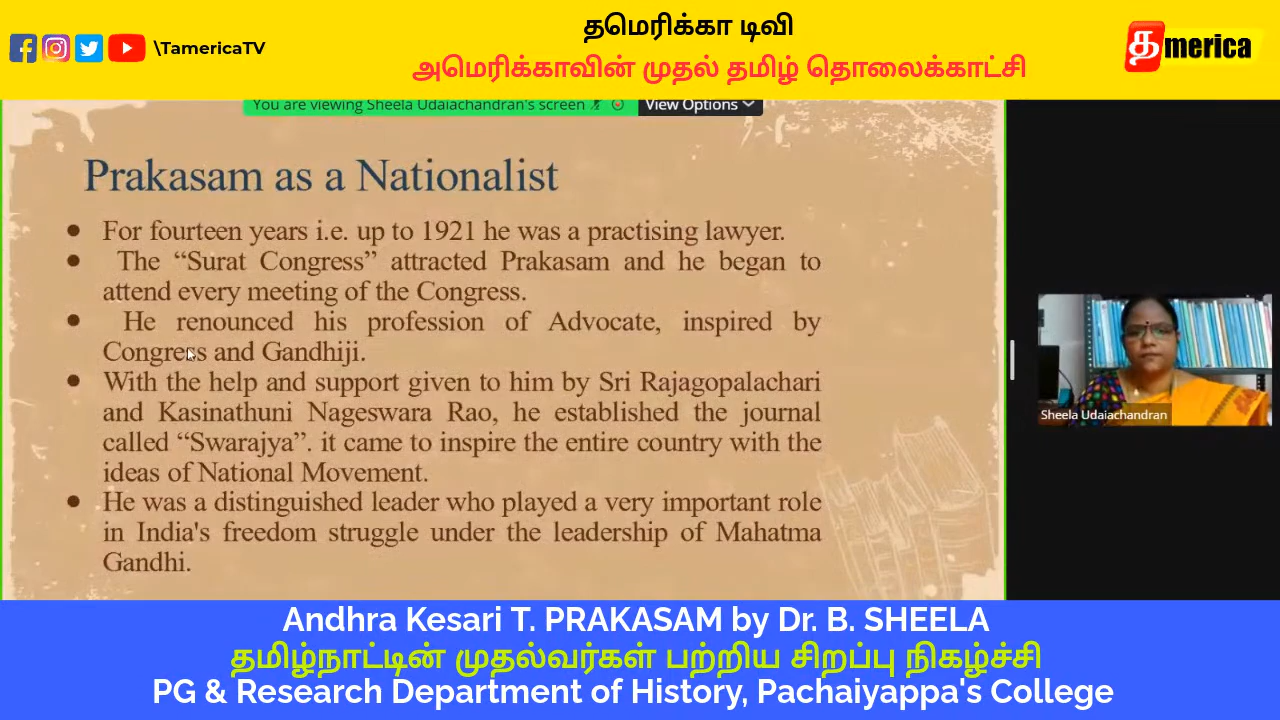 \TamericaTV
தமெரிக்கா டிவி
அமெரிக்காவின் முதல் தமிழ் தொலைக்காட்சி
தmerica
You are viewing Sheela Udaiachandran's screen
View Options
Prakasam as a Nationalist
● For fourteen years i.e. up to 1921 he was a practising lawyer.
● The “Surat Congress” attracted Prakasam and he began to
attend every meeting of the Congress.
● He renounced his profession of Advocate, inspired by
Congress and Gandhiji.
● With the help and support given to him by Sri Rajagopalachari
and Kasinathuni Nageswara Rao, he established the journal
called “Swarajya”. it came to inspire the entire country with the
ideas of National Movement.
● He was a distinguished leader who played a very important role
in India's freedom struggle under the leadership of Mahatma
Gandhi.
Sheela Udaiachandran
Andhra Kesari T. PRAKASAM by Dr. B. SHEELA
தமிழ்நாட்டின் முதல்வர்கள் பற்றிய சிறப்பு நிகழ்ச்சி
PG & Research Department of History, Pachaiyappa's College